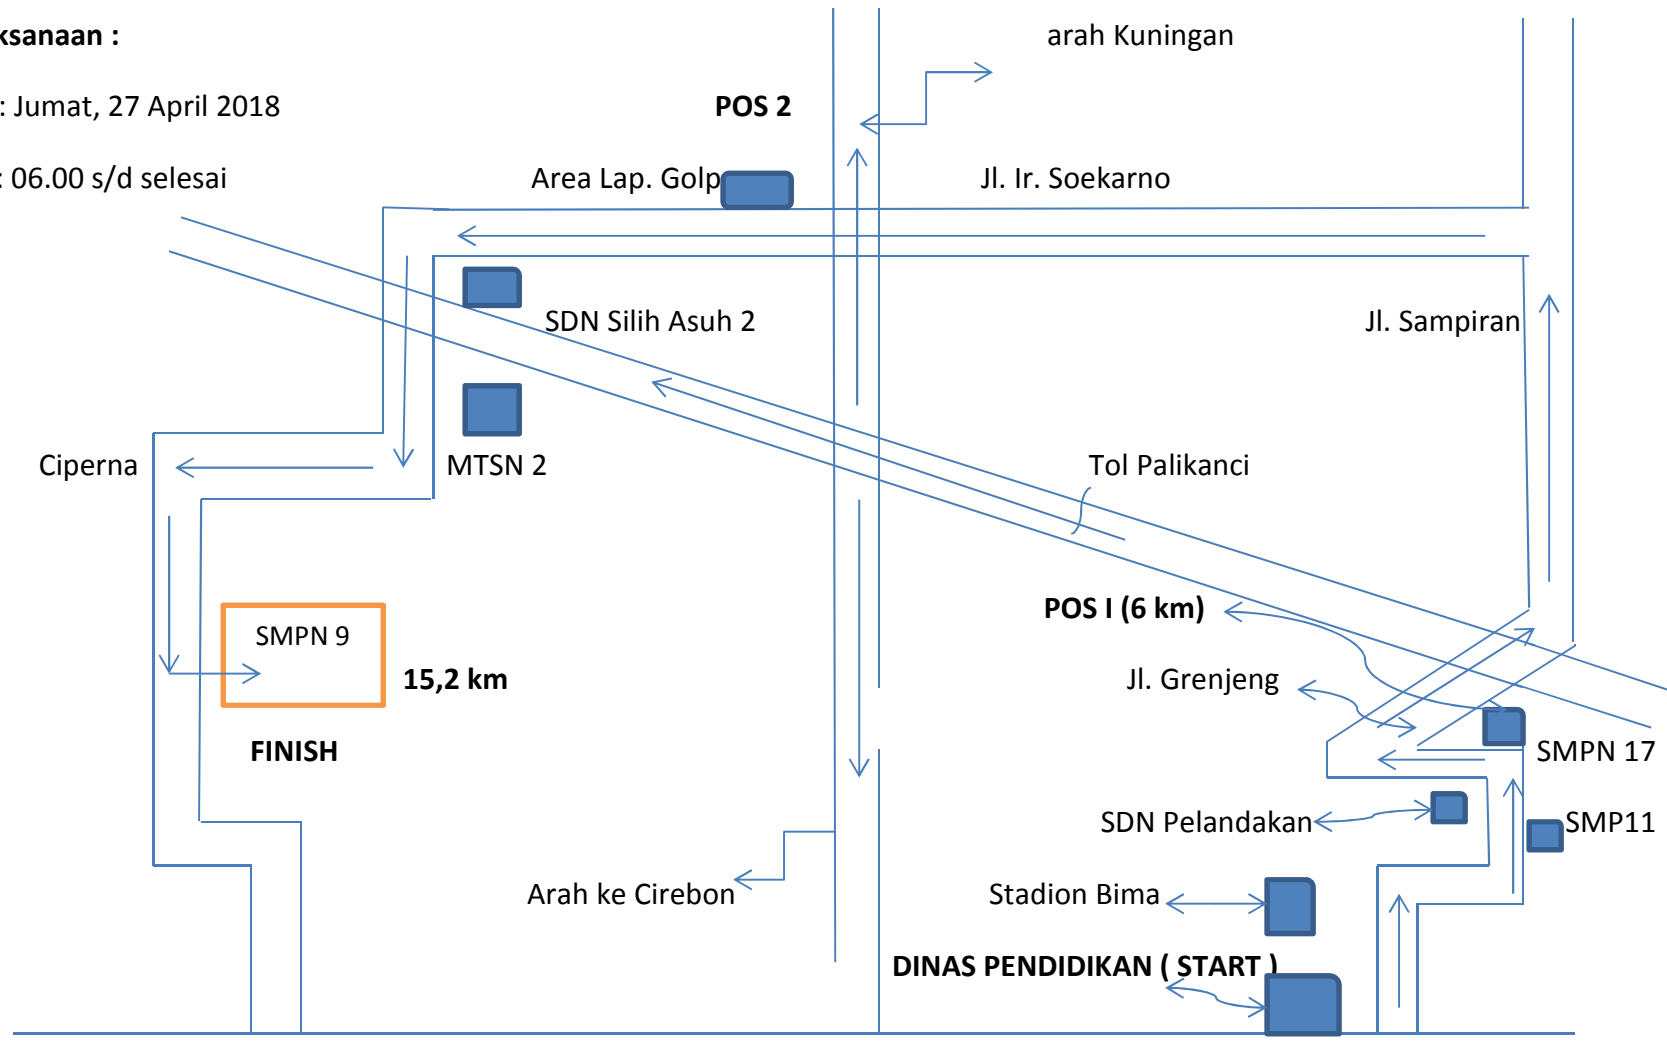 ksanaan :
arah Kuningan
: Jumat, 27 April 2018
POS 2
: 06.00 s/d selesai
Area Lap. Golp
Jl. Ir. Soekarno
SDN Silih Asuh 2
Jl. Sampiran
Ciperna
MTSN 2
Tol Palikanci
POS I (6 km)
SMPN 9
15,2 km
Jl. Grenjeng
FINISH
SMPN 17
SDN Pelandakan
SMP11
Arah ke Cirebon
Stadion Bima
DINAS PENDIDIKAN ( START )